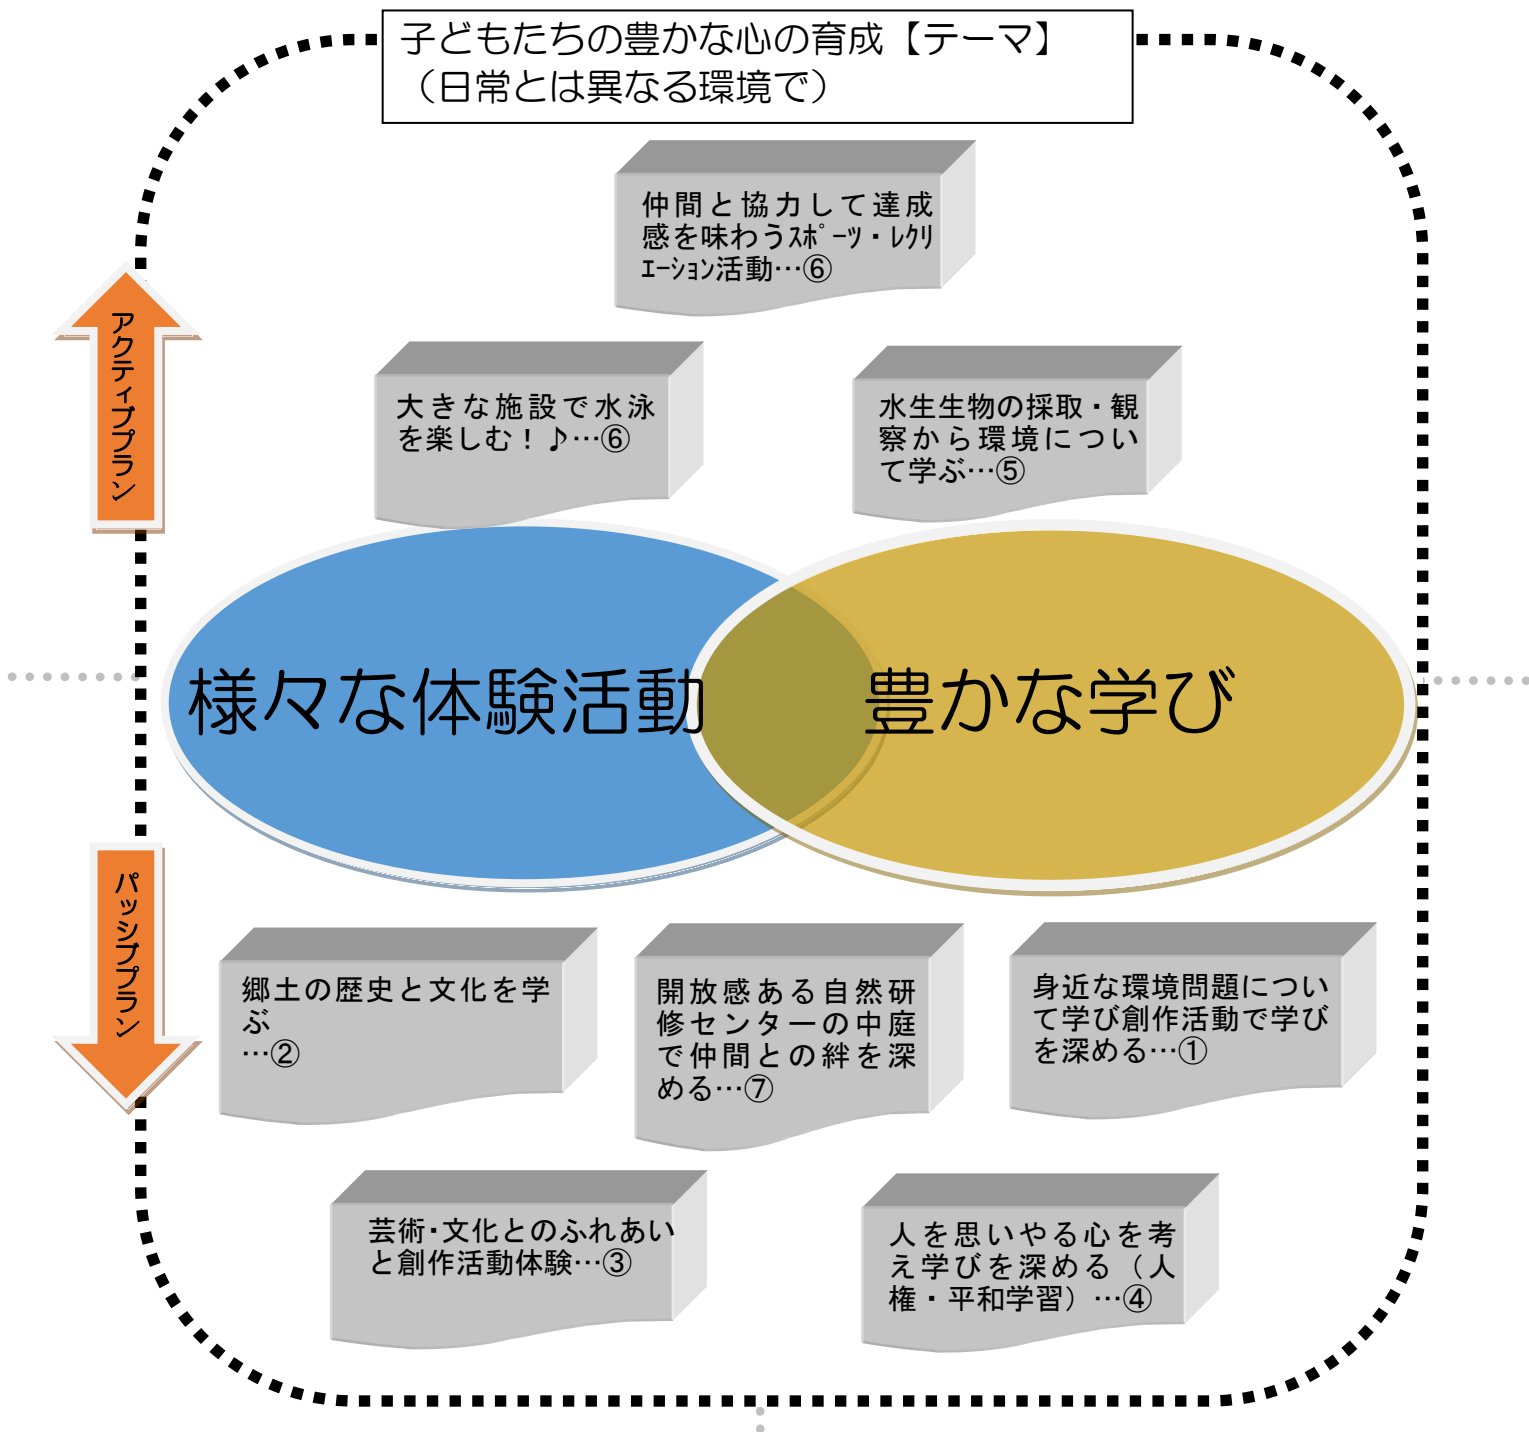 子どもたちの豊かな心の育成【テーマ】
（日常とは異なる環境で）
仲間と協力して達成
感を味わうｽﾎﾟｰﾂ・ﾚｸﾘ
ｴｰｼｮﾝ活動…⑥
アクティブプラン
大きな施設で水泳
を楽しむ！♪…⑥
水生生物の採取・観
察から環境につい
て学ぶ…⑤
様々な体験活動
豊かな学び
パッシブプラン
郷土の歴史と文化を学
ぶ
…②
開放感ある自然研
修センターの中庭
で仲間との絆を深
める…⑦
身近な環境問題につい
て学び創作活動で学び
を深める…①
芸術・文化とのふれあい
と創作活動体験…③
人を思いやる心を考
え学びを深める（人
権・平和学習）…④